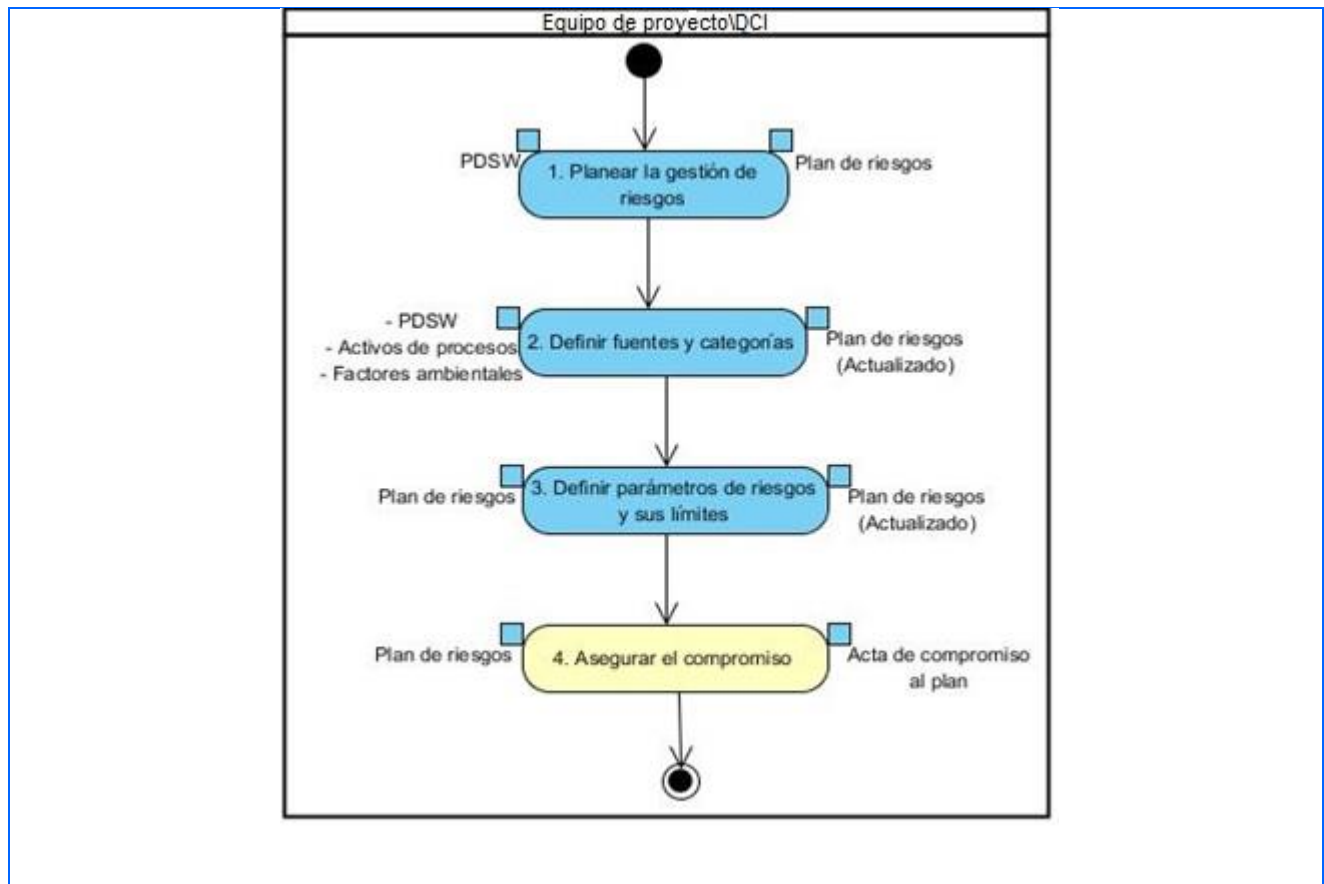 Equipo de proyecto\DCI
PDSW
1. Planear la gestión de
riesgos
Plan de riesgos
- PDSW
- Activos de procesos
- Factores ambientales
2. Definir fuentes y categorías
Plan de riesgos
(Actualizado)
Plan de riesgos
3. Definir parámetros de riesgos
y sus límites
Plan de riesgos
(Actualizado)
Plan de riesgos
4. Asegurar el compromiso
Acta de compromiso
al plan